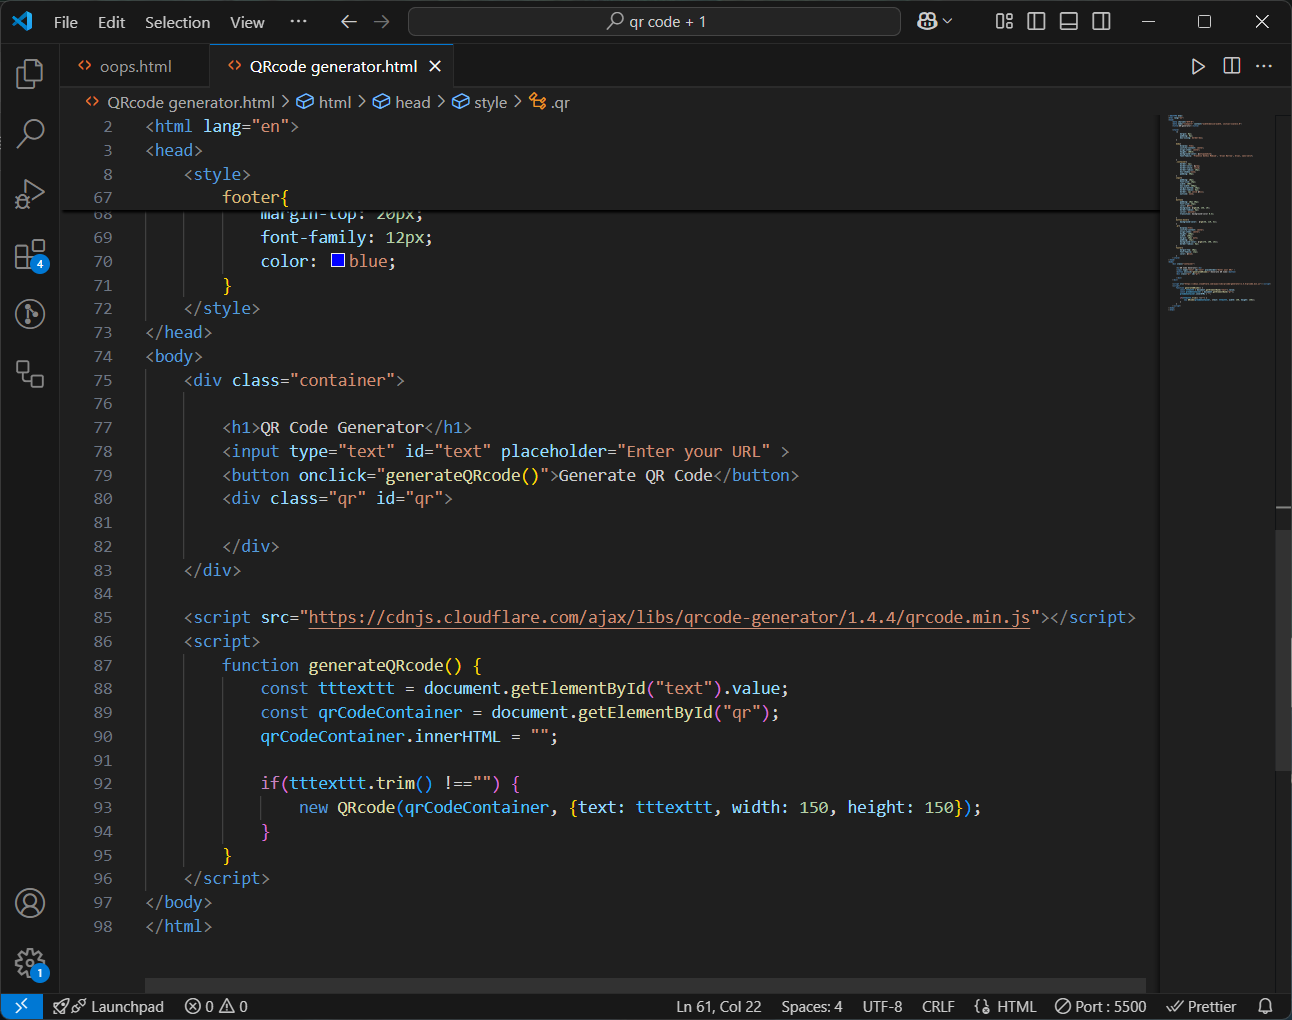 File Edit Selection View ··· qr code + 1
oops.html QRcode generator.html
QRcode generator.html > html > head > style > .qr
2 <html lang="en">
3 <head>
8 <style>
67 footer{
68 margin-top: 20px;
69 font-family: 12px;
70 color: blue;
71 }
72 </style>
73 </head>
74 <body>
75 <div class="container">
76
77 <h1>QR Code Generator</h1>
78 <input type="text" id="text" placeholder="Enter your URL" >
79 <button onclick="generateQRcode()">Generate QR Code</button>
80 <div class="qr" id="qr">
81
82 </div>
83 </div>
84
85 <script src="https://cdnjs.cloudflare.com/ajax/libs/qrcode-generator/1.4.4/qrcode.min.js"></script>
86 <script>
87 function generateQRcode() {
88 const tttexttt = document.getElementById("text").value;
89 const qrCodeContainer = document.getElementById("qr");
90 qrCodeContainer.innerHTML = "";
91
92 if(tttexttt.trim() !=="") {
93 new QRcode(qrCodeContainer, {text: tttexttt, width: 150, height: 150});
94 }
95 }
96 </script>
97 </body>
98 </html>
4
1
Launchpad 0 0 Ln 61, Col 22 Spaces: 4 UTF-8 CRLF {} HTML Port : 5500 Prettier